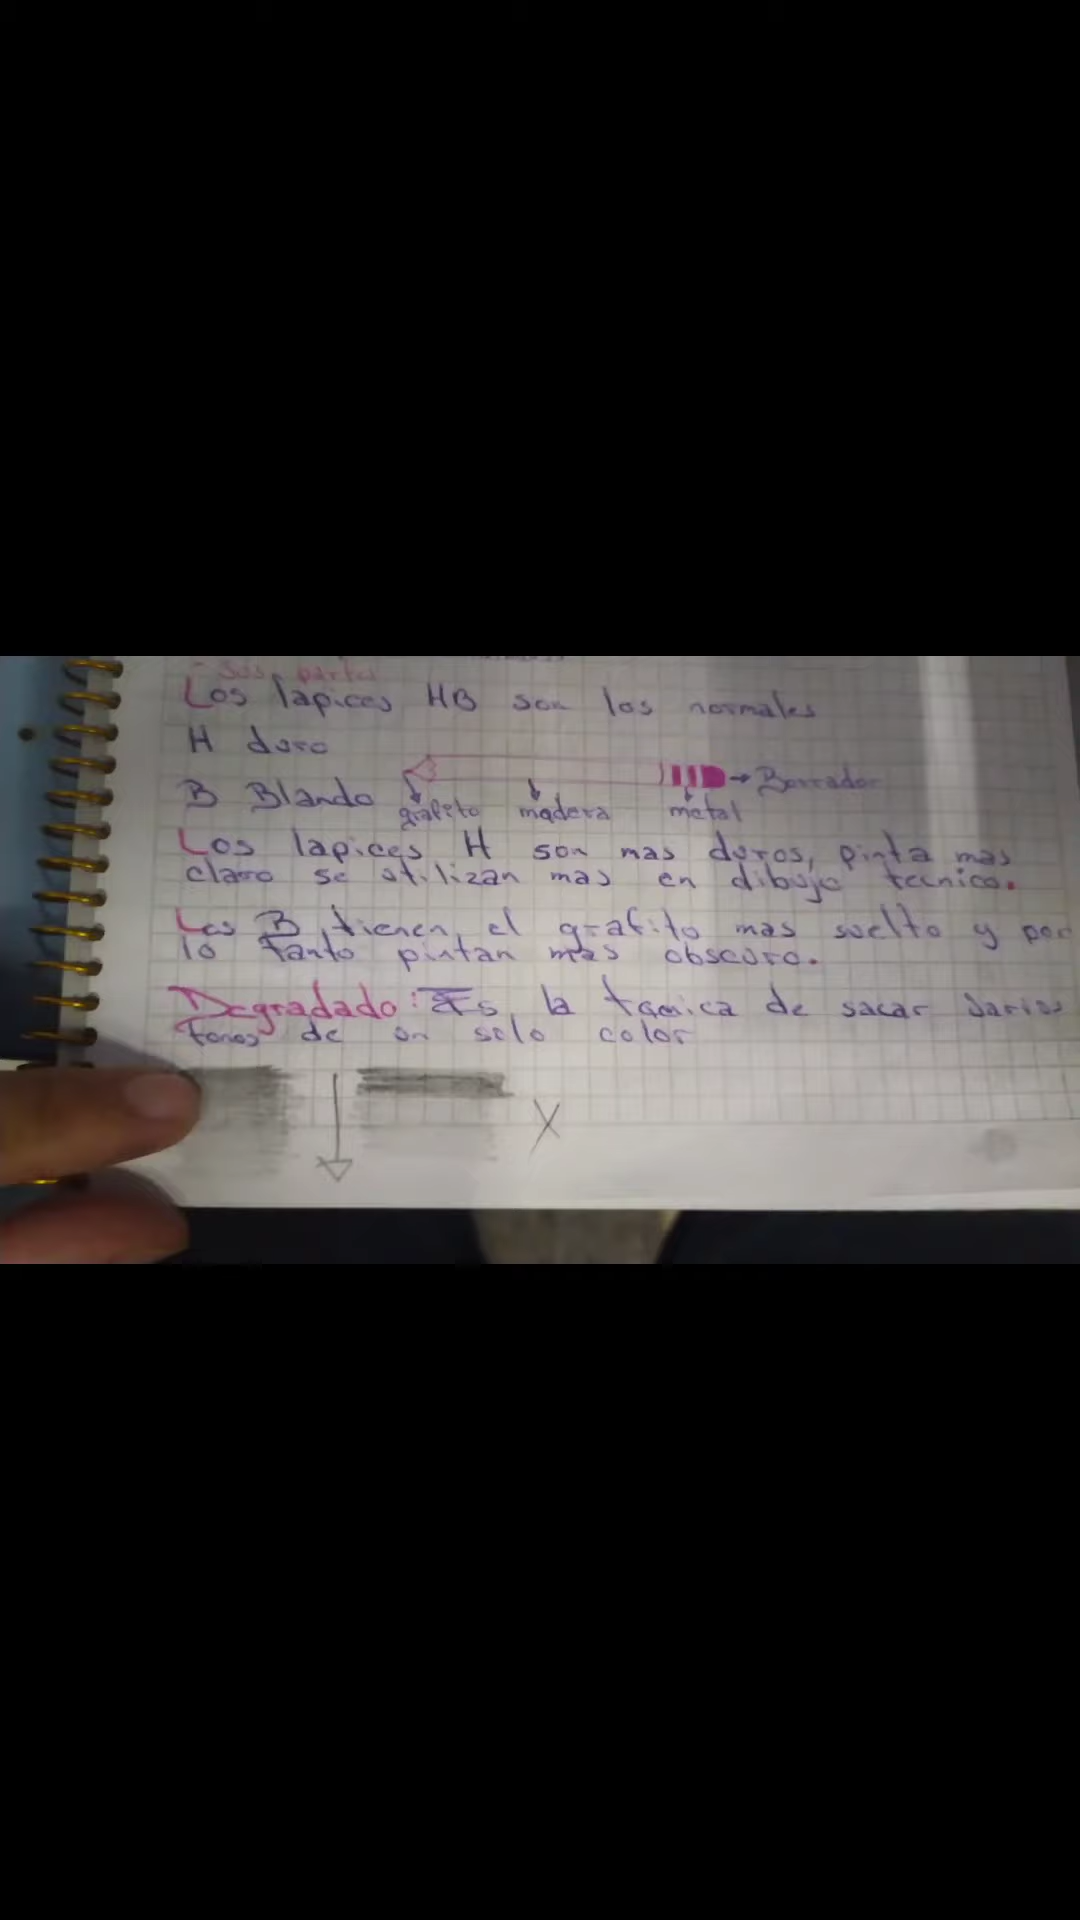 - Sus partes
Los lapices HB son los normales
H duro
→ Borrador
B Blando grafito madera metal
Los lapices H son mas duros, pinta mas
claro se utilizan mas en dibujo tecnico.
Los B tienen el grafito mas suelto y por
lo tanto pintan mas obscuro.
Degradado: Es la tecnica de sacar varios
tonos de un solo color
X